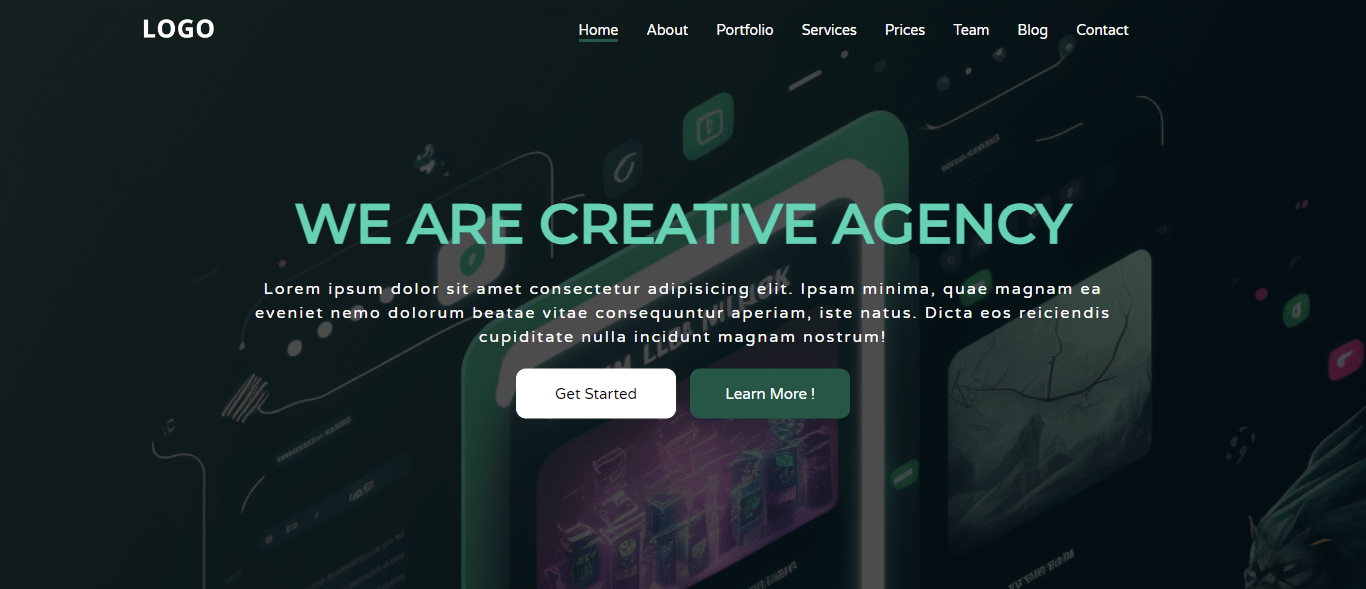 LOGO
Home About Portfolio Services Prices Team Blog Contact
WE ARE CREATIVE AGENCY
Lorem ipsum dolor sit amet consectetur adipisicing elit. Ipsam minima, quae magnam ea
eveniet nemo dolorum beatae vitae consequuntur aperiam, iste natus. Dicta eos reiciendis
cupiditate nulla incidunt magnam nostrum!
Get Started
Learn More !